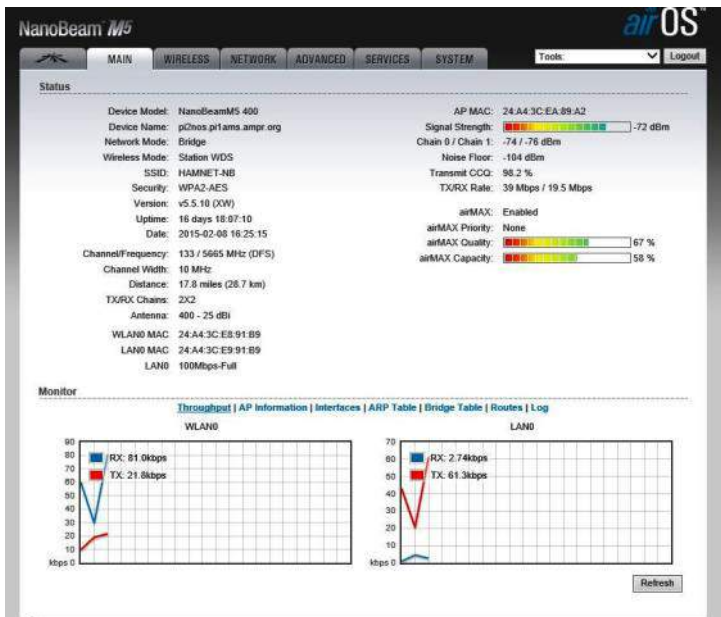 NanoBeam M5
airOS
MAIN
WIRELESS
NETWORK
ADVANCED
SERVICES
SYSTEM
Tools:
Logout
Status
Device Model: NanoBeamM5 400
Device Name: pi2nos.pi1ams.ampr.org
Network Mode: Bridge
Wireless Mode: Station WDS
SSID: HAMNET-NB
Security: WPA2-AES
Version: v5.5.10 (XW)
Uptime: 16 days 18:07:10
Date: 2015-02-08 16:25:15
Channel/Frequency: 133 / 5665 MHz (DFS)
Channel Width: 10 MHz
Distance: 17.8 miles (28.7 km)
TX/RX Chains: 2X2
Antenna: 400 - 25 dBi
WLAN0 MAC 24:A4:3C:E8:91:B9
LAN0 MAC 24:A4:3C:E9:91:B9
LAN0 100Mbps-Full
AP MAC: 24:A4:3C:EA:89:A2
Signal Strength: -72 dBm
Chain 0 / Chain 1: -74 / -76 dBm
Noise Floor: -104 dBm
Transmit CCQ: 98.2 %
TX/RX Rate: 39 Mbps / 19.5 Mbps
airMAX: Enabled
airMAX Priority: None
airMAX Quality: 67 %
airMAX Capacity: 58 %
Monitor
Throughput | AP Information | Interfaces | ARP Table | Bridge Table | Routes | Log
WLAN0
90
80
70
60
50
40
30
20
10
kbps 0
RX: 81.0kbps
TX: 21.8kbps
LAN0
70
60
50
40
30
20
10
kbps 0
RX: 2.74kbps
TX: 61.3kbps
Refresh